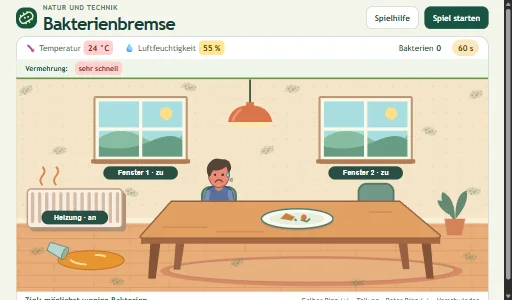 NATUR UND TECHNIK
Bakterienbremse
Spielhilfe
Spiel starten
Temperatur 24 °C Luftfeuchtigkeit 55 % Bakterien 0 60 s
Vermehrung: sehr schnell
Fenster 1 · zu
Fenster 2 · zu
Heizung · an